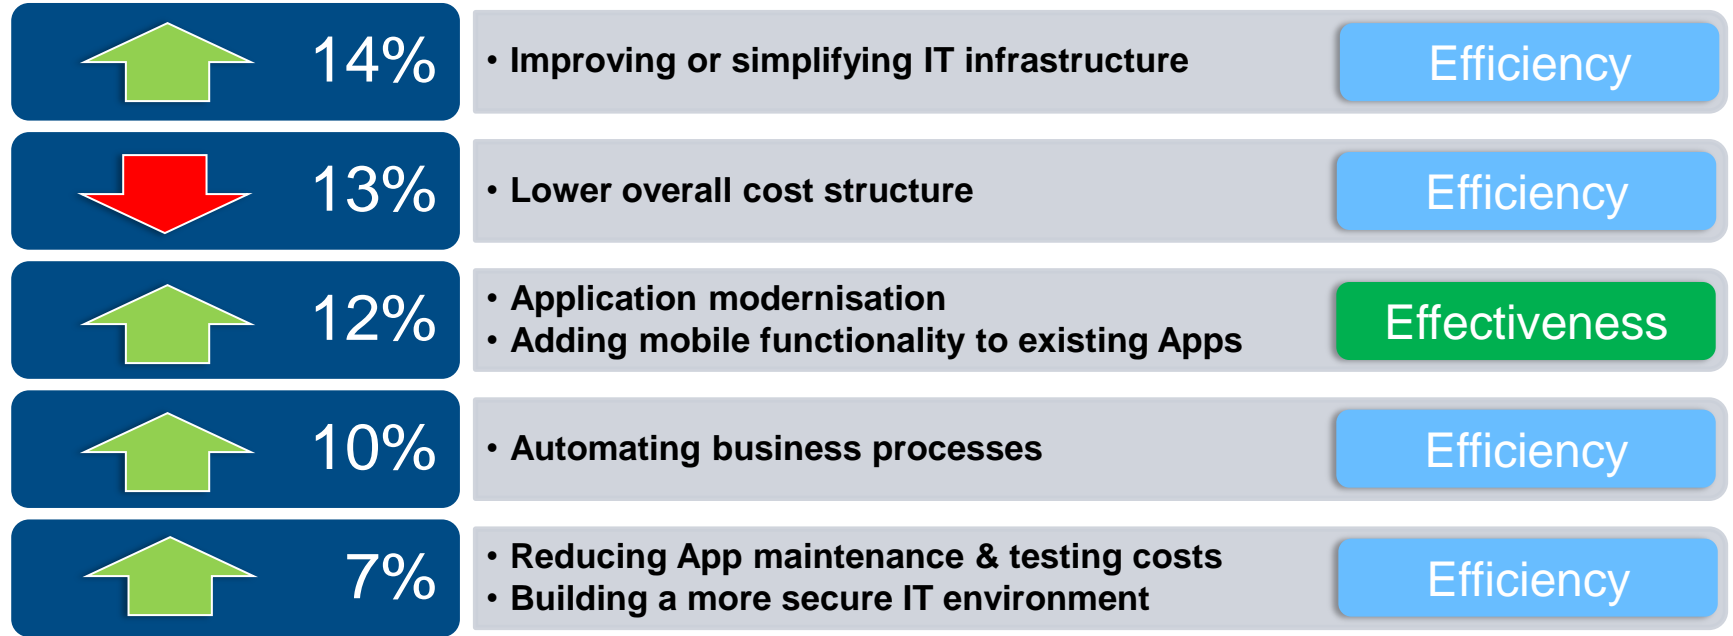 14%
• Improving or simplifying IT infrastructure
Efficiency
13%
• Lower overall cost structure
Efficiency
12%
• Application modernisation
• Adding mobile functionality to existing Apps
Effectiveness
10%
• Automating business processes
Efficiency
7%
• Reducing App maintenance & testing costs
• Building a more secure IT environment
Efficiency